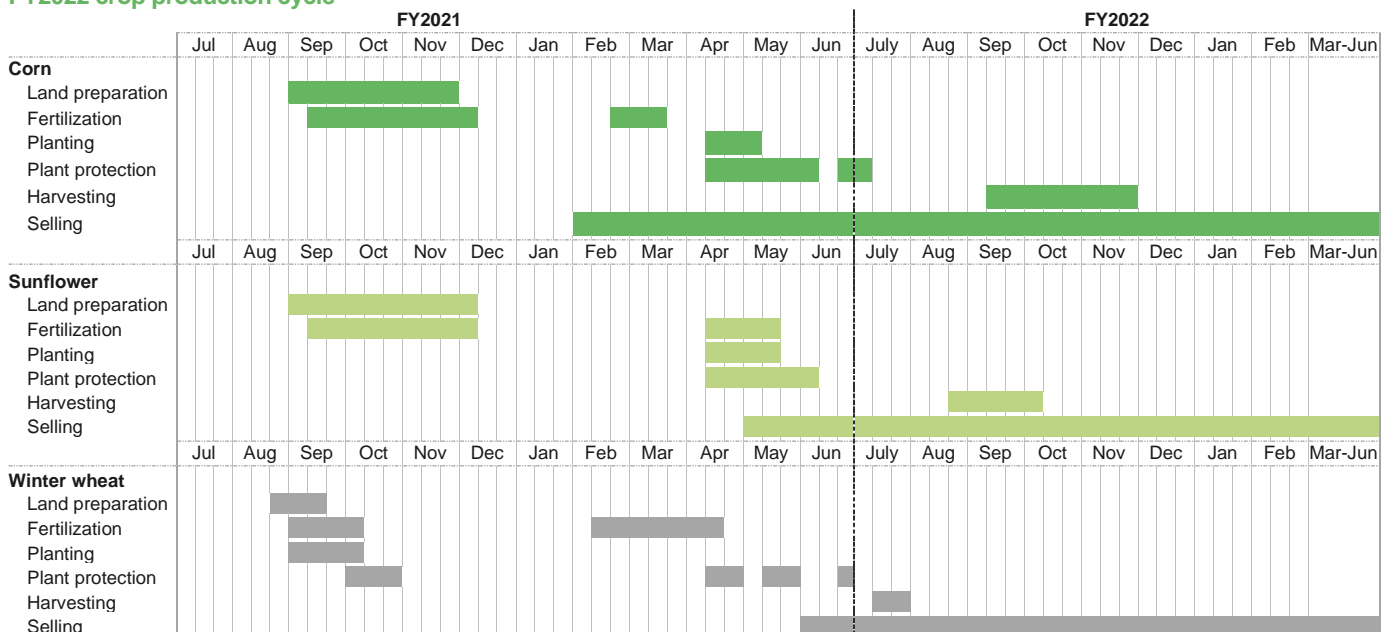 FY2022 crop production cycle
FY2021 FY2022
Jul Aug Sep Oct Nov Dec Jan Feb Mar Apr May Jun July Aug Sep Oct Nov Dec Jan Feb Mar-Jun
Corn
Land preparation
Fertilization
Planting
Plant protection
Harvesting
Selling
Jul Aug Sep Oct Nov Dec Jan Feb Mar Apr May Jun July Aug Sep Oct Nov Dec Jan Feb Mar-Jun
Sunflower
Land preparation
Fertilization
Planting
Plant protection
Harvesting
Selling
Jul Aug Sep Oct Nov Dec Jan Feb Mar Apr May Jun July Aug Sep Oct Nov Dec Jan Feb Mar-Jun
Winter wheat
Land preparation
Fertilization
Planting
Plant protection
Harvesting
Selling